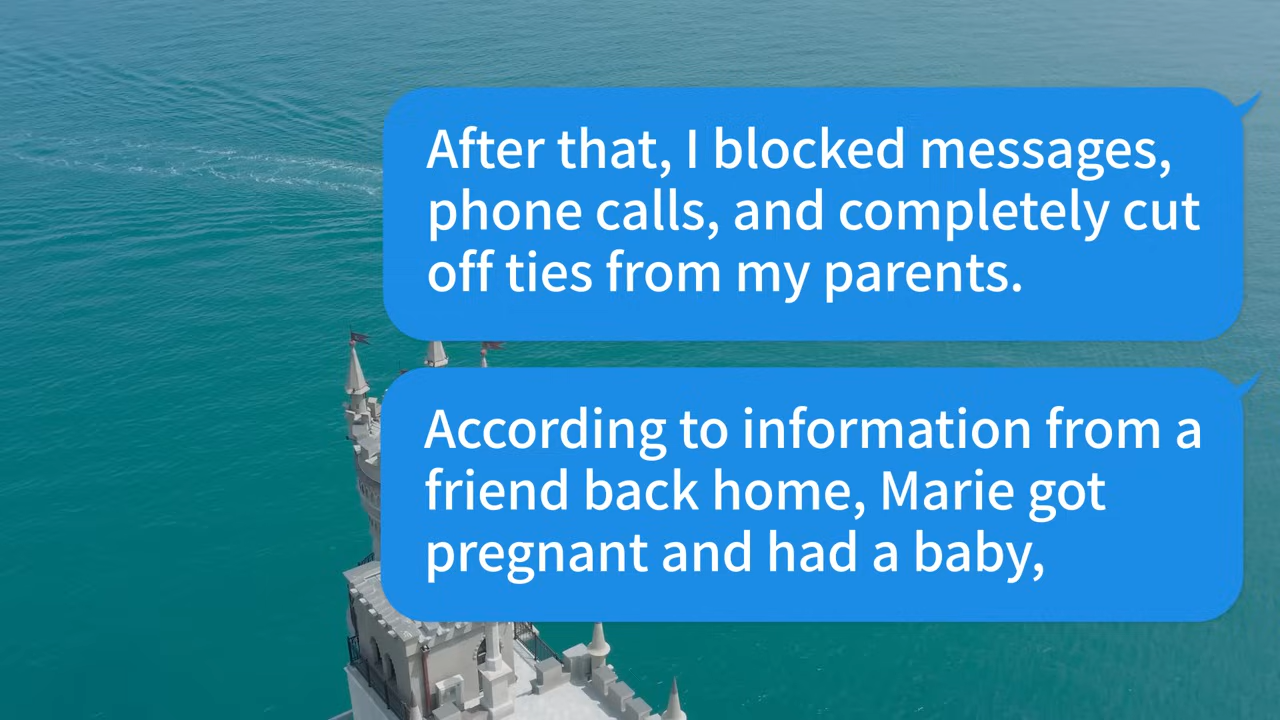 After that, I blocked messages,
phone calls, and completely cut
off ties from my parents.
According to information from a
friend back home, Marie got
pregnant and had a baby,